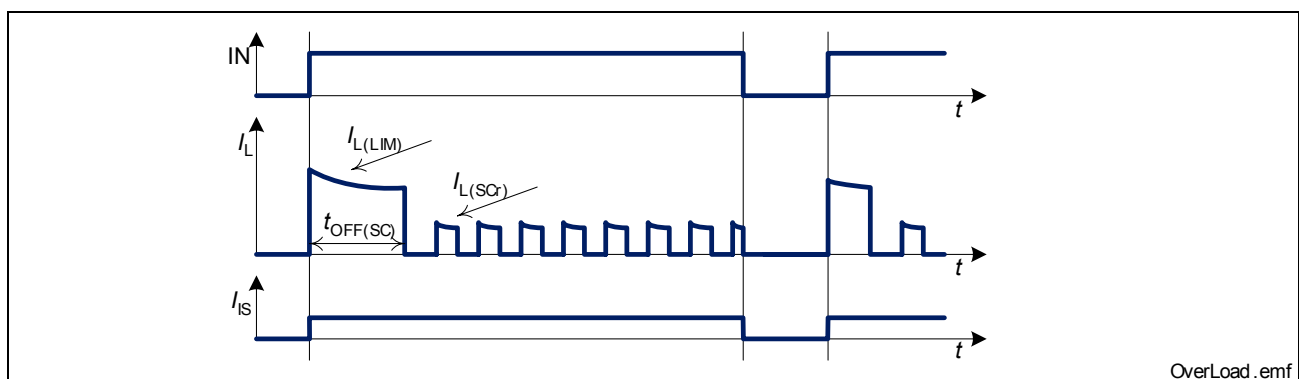 IN
t
I_L
I_L(LIM)
I_L(SCr)
t_OFF(SC)
t
I_IS
t
OverLoad.emf